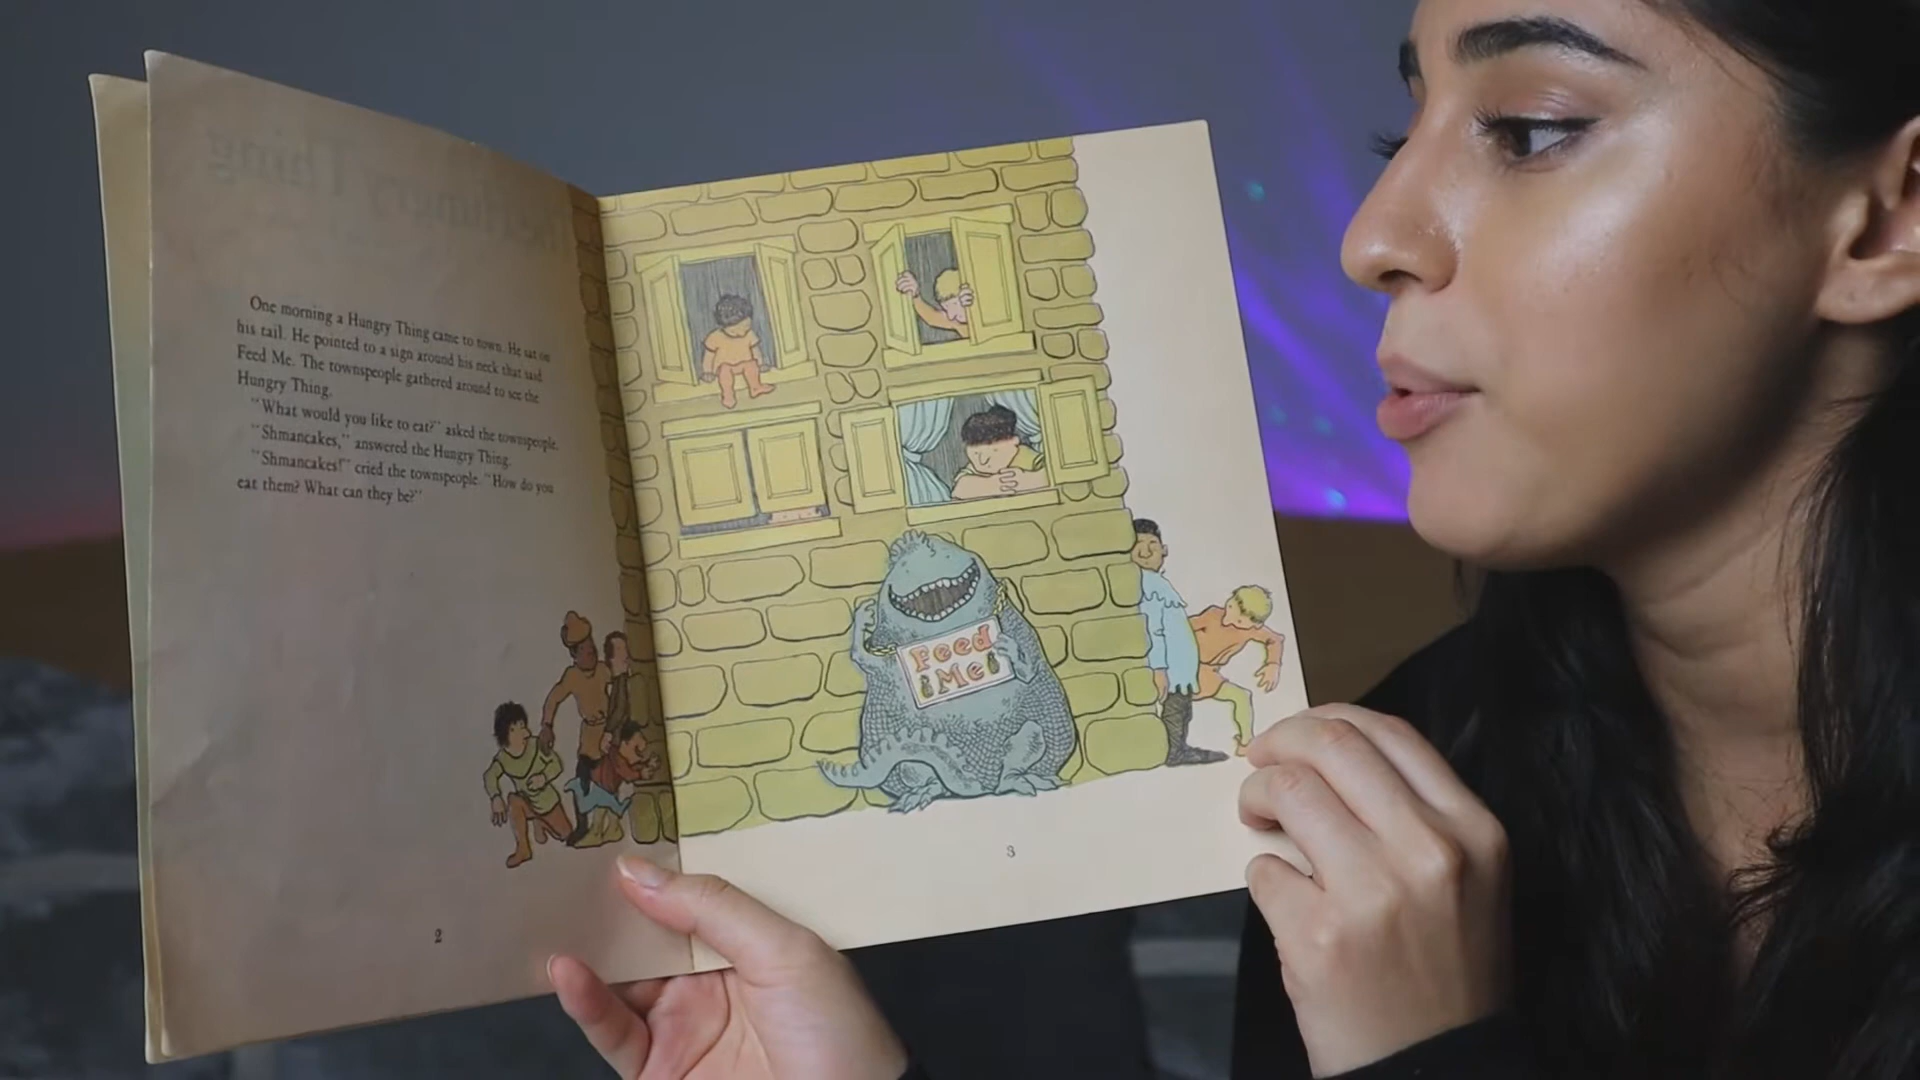 One morning a Hungry Thing came to town. He sat on
his tail. He pointed to a sign around his neck that said
Feed Me. The townspeople gathered around to see the
Hungry Thing.
"What would you like to eat?" asked the townspeople.
"Shmancakes," answered the Hungry Thing.
"Shmancakes!" cried the townspeople. "How do you
eat them? What can they be?"
2
Feed
Me
3